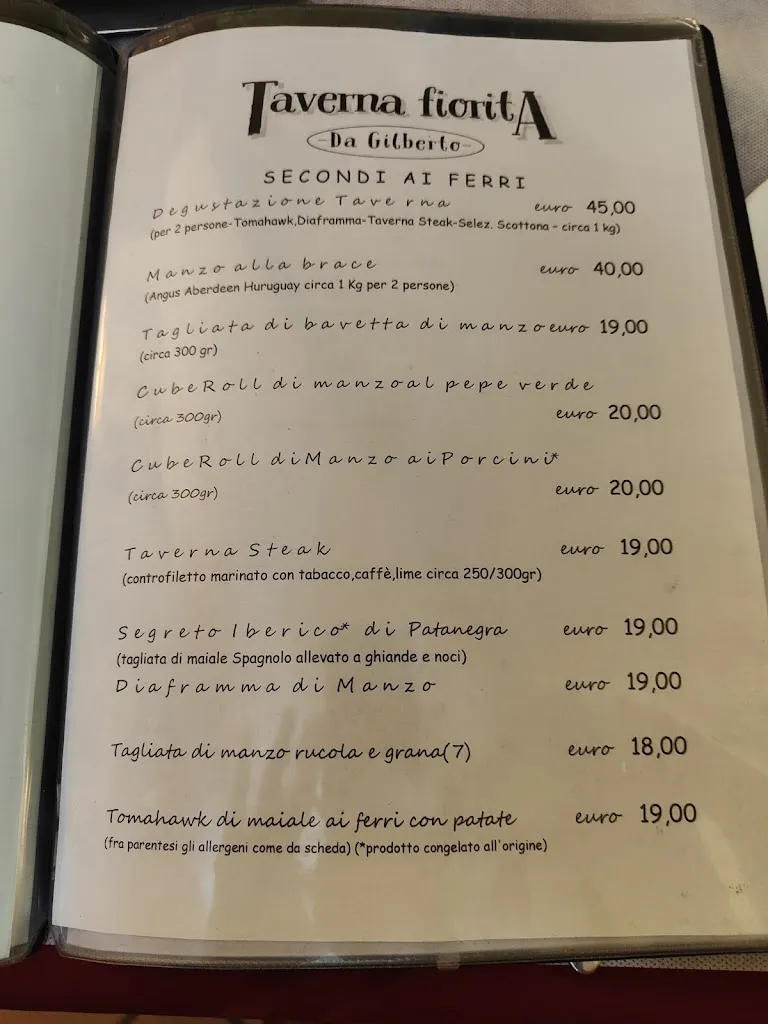 Taverna fioritA
-Da Gilberto-
SECONDI AI FERRI
Degustazione Taverna euro 45,00
(per 2 persone-Tomahawk,Diaframma-Taverna Steak-Selez. Scottona - circa 1 kg)
Manzo alla brace euro 40,00
(Angus Aberdeen Huruguay circa 1 Kg per 2 persone)
Tagliata di bavetta di manzo euro 19,00
(circa 300 gr)
CubeRoll di manzo al pepe verde
(circa 300gr) euro 20,00
CubeRoll di Manzo ai Porcini*
(circa 300gr) euro 20,00
Taverna Steak euro 19,00
(controfiletto marinato con tabacco,caffè,lime circa 250/300gr)
Segreto Iberico* di Patanegra euro 19,00
(tagliata di maiale Spagnolo allevato a ghiande e noci)
Diaframma di Manzo euro 19,00
Tagliata di manzo rucola e grana(7) euro 18,00
Tomahawk di maiale ai ferri con patate euro 19,00
(fra parentesi gli allergeni come da scheda) (*prodotto congelato all'origine)